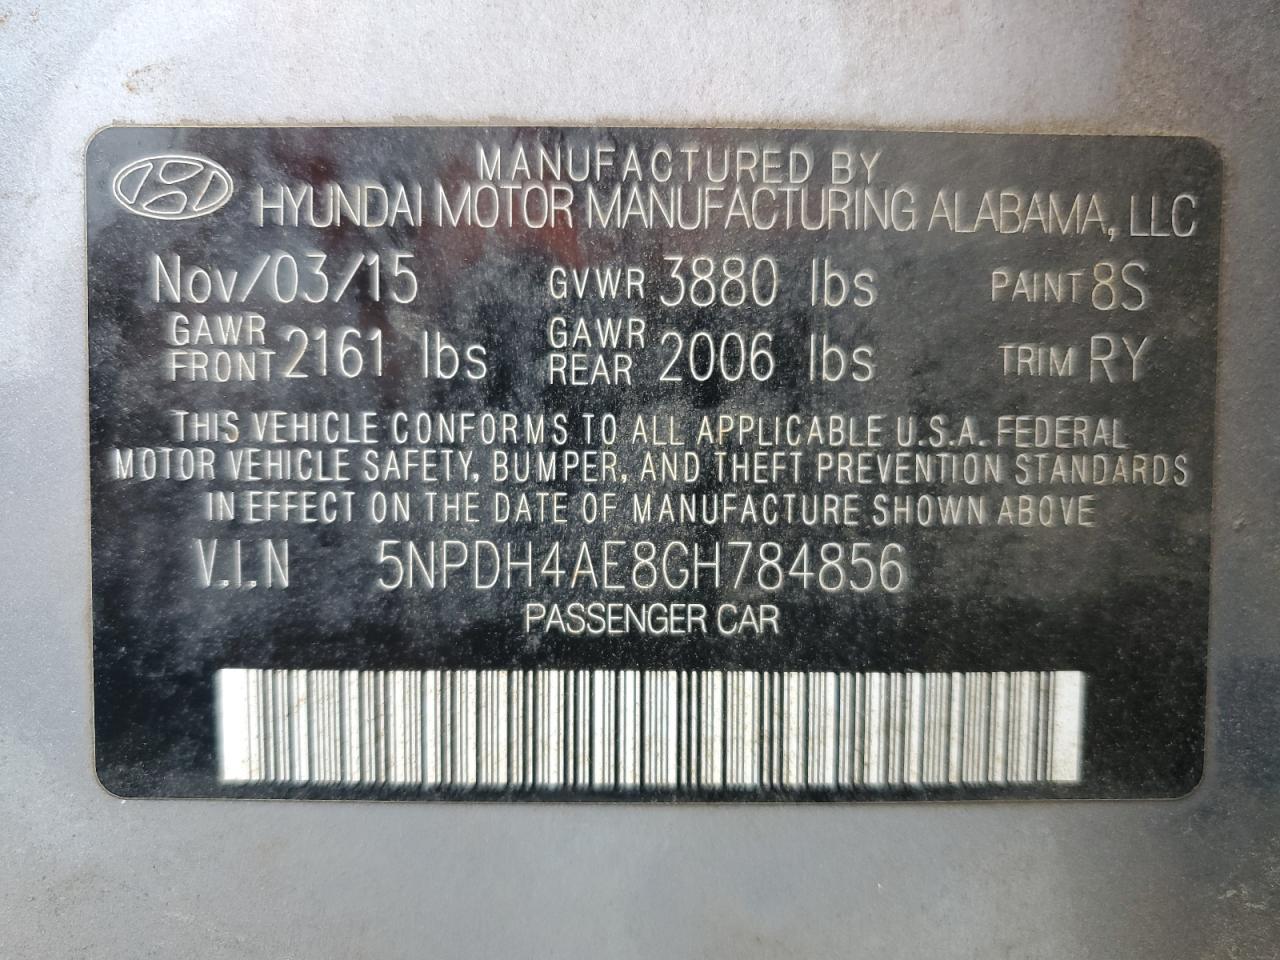 MANUFACTURED BY
HYUNDAI MOTOR MANUFACTURING ALABAMA, LLC
Nov/03/15 GVWR 3880 lbs PAINT 8S
GAWR FRONT 2161 lbs GAWR REAR 2006 lbs TRIM RY
THIS VEHICLE CONFORMS TO ALL APPLICABLE U.S.A. FEDERAL
MOTOR VEHICLE SAFETY, BUMPER, AND THEFT PREVENTION STANDARDS
IN EFFECT ON THE DATE OF MANUFACTURE SHOWN ABOVE
V.I.N 5NPDH4AE8GH784856
PASSENGER CAR